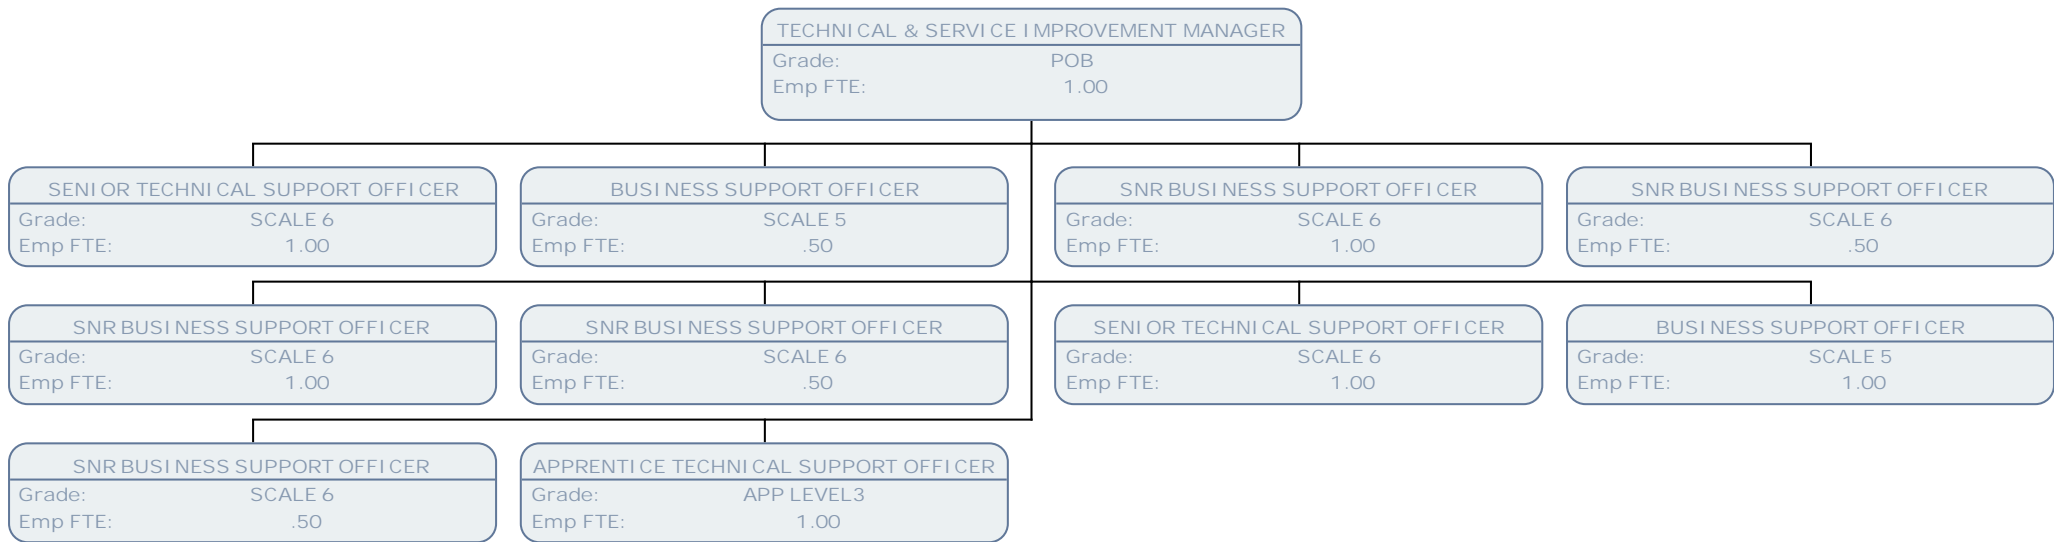 TECHNICAL & SERVICE IMPROVEMENT MANAGER
Grade: POB
Emp FTE: 1.00
SENIOR TECHNICAL SUPPORT OFFICER
Grade: SCALE 6
Emp FTE: 1.00
BUSINESS SUPPORT OFFICER
Grade: SCALE 5
Emp FTE: .50
SNR BUSINESS SUPPORT OFFICER
Grade: SCALE 6
Emp FTE: 1.00
SNR BUSINESS SUPPORT OFFICER
Grade: SCALE 6
Emp FTE: .50
SNR BUSINESS SUPPORT OFFICER
Grade: SCALE 6
Emp FTE: 1.00
SNR BUSINESS SUPPORT OFFICER
Grade: SCALE 6
Emp FTE: .50
SENIOR TECHNICAL SUPPORT OFFICER
Grade: SCALE 6
Emp FTE: 1.00
BUSINESS SUPPORT OFFICER
Grade: SCALE 5
Emp FTE: 1.00
SNR BUSINESS SUPPORT OFFICER
Grade: SCALE 6
Emp FTE: .50
APPRENTICE TECHNICAL SUPPORT OFFICER
Grade: APP LEVEL3
Emp FTE: 1.00